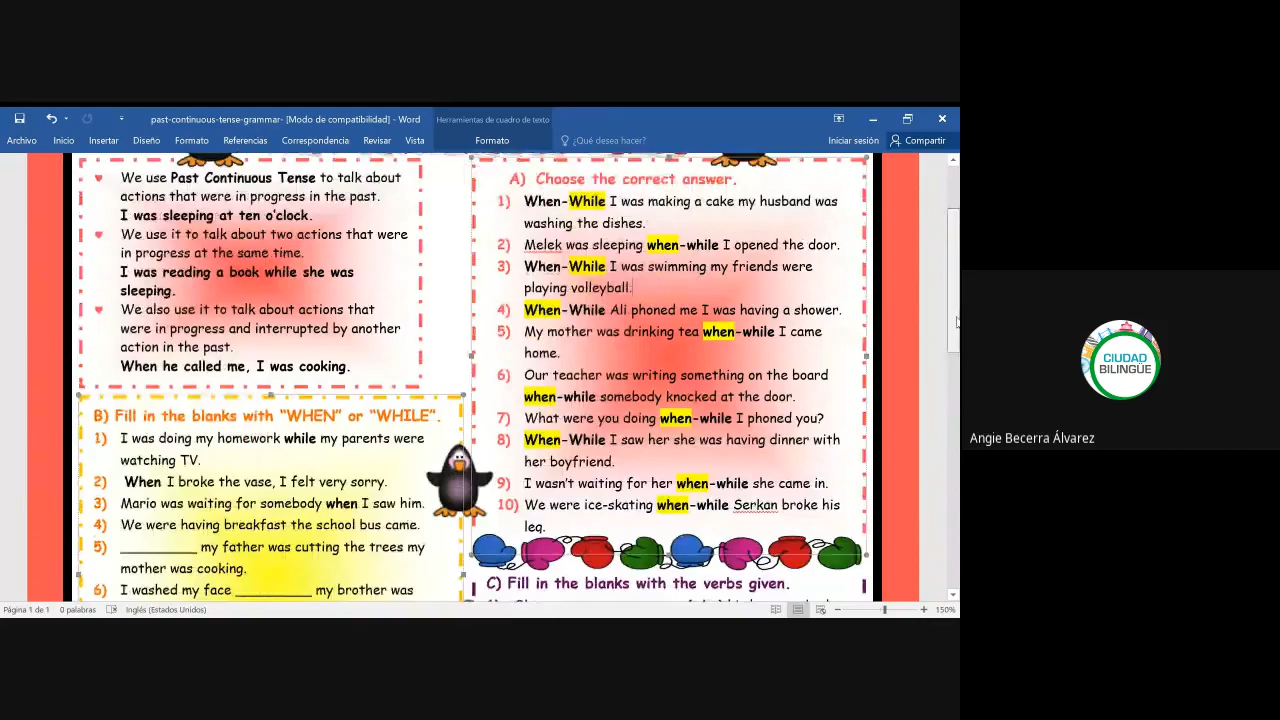 past-continuous-tense-grammar- [Modo de compatibilidad] - Word
Herramientas de cuadro de texto
Archivo Inicio Insertar Diseño Formato Referencias Correspondencia Revisar Vista Formato ¿Qué desea hacer? Iniciar sesión Compartir
We use Past Continuous Tense to talk about
actions that were in progress in the past.
I was sleeping at ten o'clock.
We use it to talk about two actions that were
in progress at the same time.
I was reading a book while she was
sleeping.
We also use it to talk about actions that
were in progress and interrupted by another
action in the past.
When he called me, I was cooking.
B) Fill in the blanks with “WHEN” or “WHILE”.
1) I was doing my homework while my parents were
watching TV.
2) When I broke the vase, I felt very sorry.
3) Mario was waiting for somebody when I saw him.
4) We were having breakfast the school bus came.
5) __________ my father was cutting the trees my
mother was cooking.
6) I washed my face __________ my brother was
A) Choose the correct answer.
1) When-While I was making a cake my husband was
washing the dishes.
2) Melek was sleeping when-while I opened the door.
3) When-While I was swimming my friends were
playing volleyball.
4) When-While Ali phoned me I was having a shower.
5) My mother was drinking tea when-while I came
home.
6) Our teacher was writing something on the board
when-while somebody knocked at the door.
7) What were you doing when-while I phoned you?
8) When-While I saw her she was having dinner with
her boyfriend.
9) I wasn't waiting for her when-while she came in.
10) We were ice-skating when-while Serkan broke his
leg.
C) Fill in the blanks with the verbs given.
Página 1 de 1 0 palabras Inglés (Estados Unidos) 150%
CIUDAD
BILINGÜE
Angie Becerra Álvarez